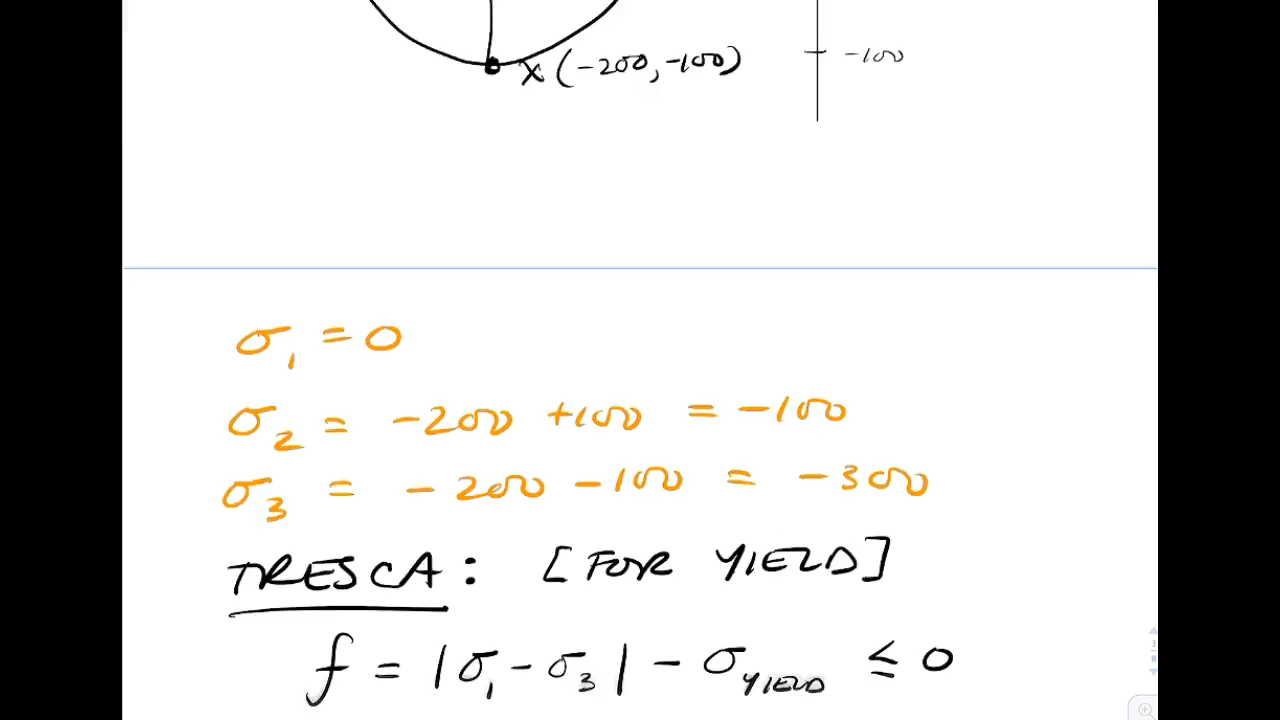 X (-200, -100)
-100
σ₁ = 0
σ₂ = -200 +100 = -100
σ₃ = -200 -100 = -300
TRESCA: [FOR YIELD]
f = |σ₁ - σ₃| - σ_YIELD ≤ 0